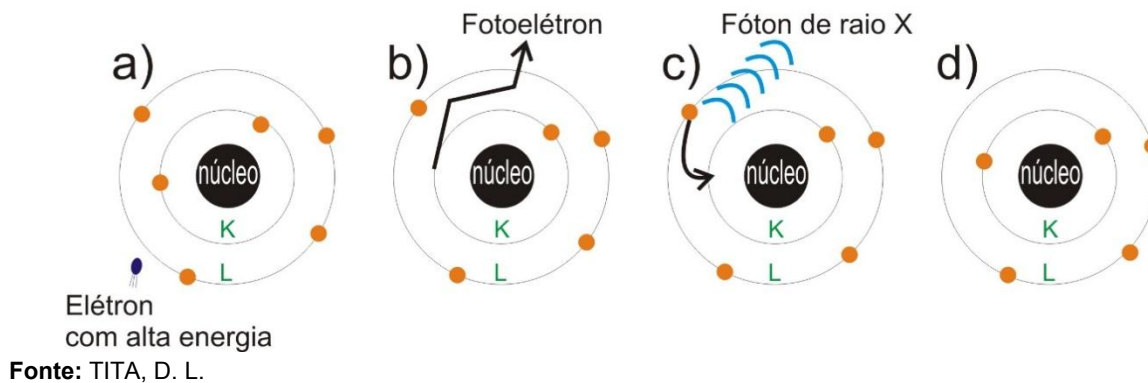 a)
Elétron
com alta energia
núcleo
K
L
b)
Fotoelétron
núcleo
K
L
c)
Fóton de raio X
núcleo
K
L
d)
núcleo
K
L
Fonte: TITA, D. L.